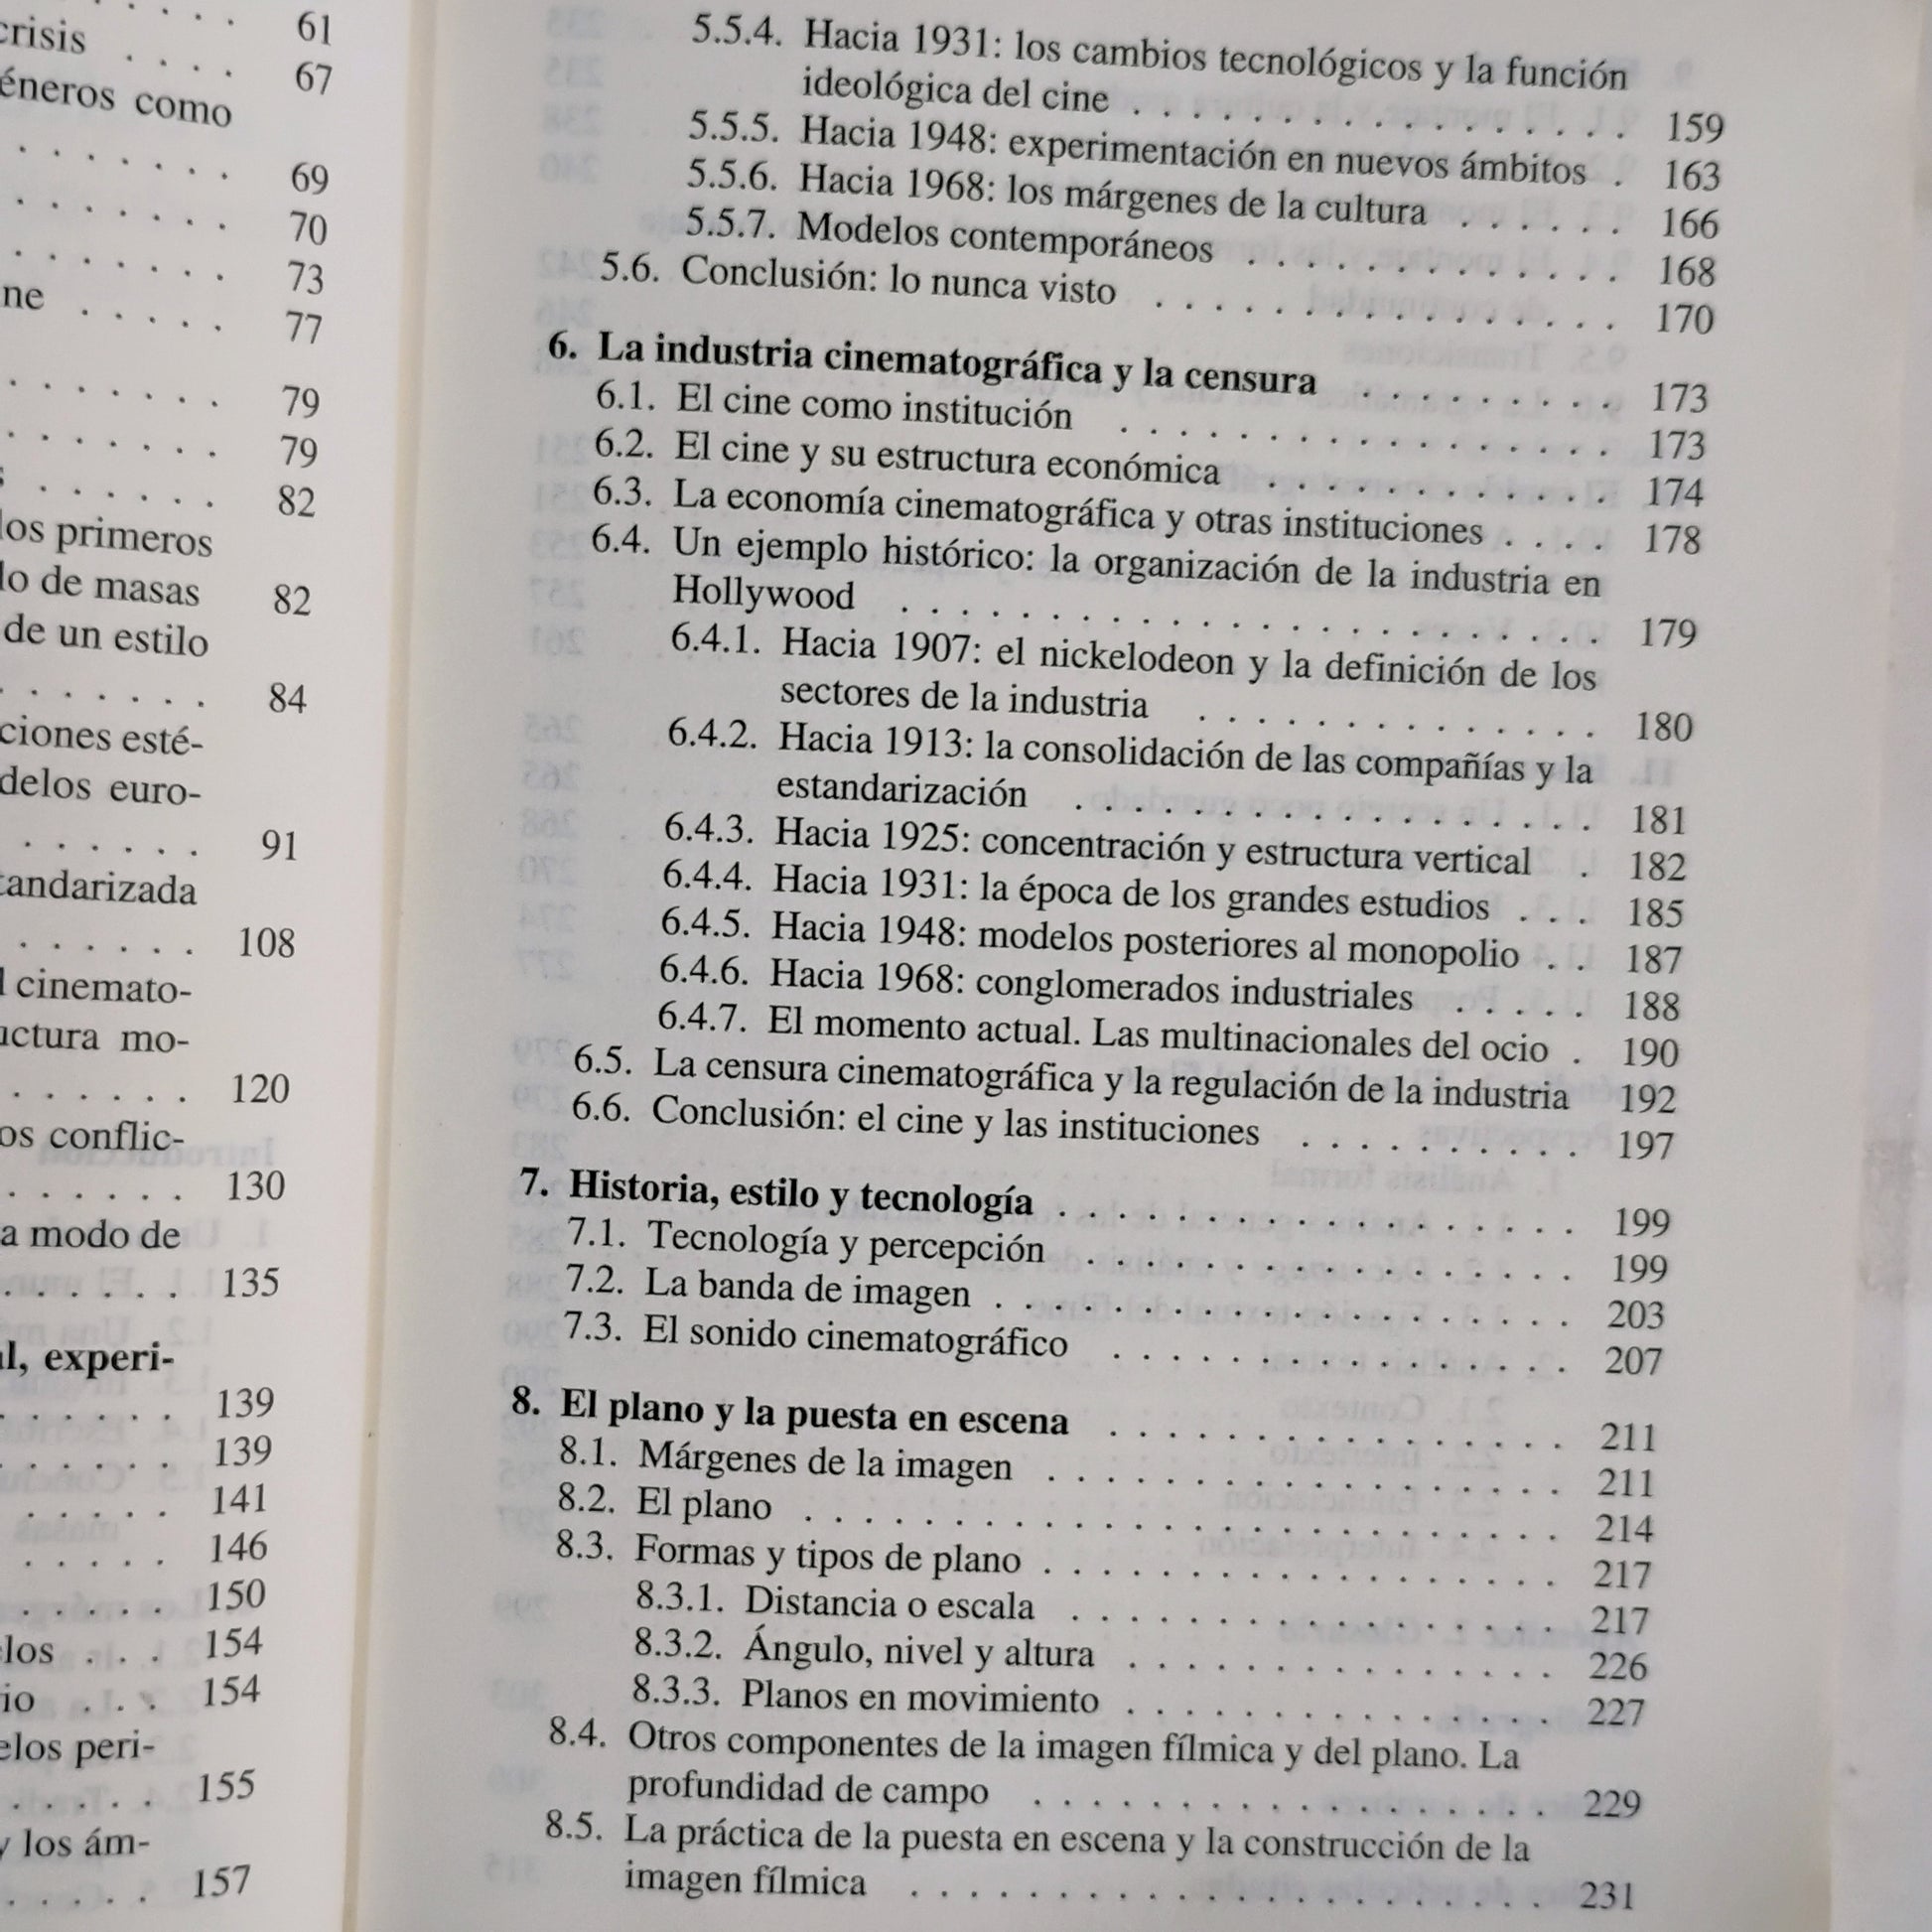 61
crisis . . . . 67
éneros como
. . . . . . 69
. . . . . . . 70
. . . . . . . 73
ne . . . . . 77
. . . . . . . 79
. . . . . . . 79
. . . . . . 82
los primeros
lo de masas 82
de un estilo
. . . . . . . 84
ciones esté-
delos euro-
. . . . . . 91
tandarizada
. . . . . . 108
l cinemato-
uctura mo-
. . . . . . 120
os conflic-
. . . . . . 130
a modo de
. . . . . . 135
l, experi-
. . . . . . 139
. . . . . . 139
. . . . . 141
. . . . . 146
. . . . . 150
los . . . 154
io . . . 154
elos peri-
. . . . . 155
y los ám-
. . . . . 157
5.5.4. Hacia 1931: los cambios tecnológicos y la función
ideológica del cine . . . . . . . . . . . . . . . . . 159
5.5.5. Hacia 1948: experimentación en nuevos ámbitos . 163
5.5.6. Hacia 1968: los márgenes de la cultura . . . . . . 166
5.5.7. Modelos contemporáneos . . . . . . . . . . . . . 168
5.6. Conclusión: lo nunca visto . . . . . . . . . . . . . . . . 170
6. La industria cinematográfica y la censura . . . . . . . . . 173
6.1. El cine como institución . . . . . . . . . . . . . . . . . 173
6.2. El cine y su estructura económica . . . . . . . . . . . . 174
6.3. La economía cinematográfica y otras instituciones . . . . 178
6.4. Un ejemplo histórico: la organización de la industria en
Hollywood . . . . . . . . . . . . . . . . . . . . . . . . 179
6.4.1. Hacia 1907: el nickelodeon y la definición de los
sectores de la industria . . . . . . . . . . . . . . 180
6.4.2. Hacia 1913: la consolidación de las compañías y la
estandarización . . . . . . . . . . . . . . . . . . 181
6.4.3. Hacia 1925: concentración y estructura vertical . 182
6.4.4. Hacia 1931: la época de los grandes estudios . . . 185
6.4.5. Hacia 1948: modelos posteriores al monopolio . . 187
6.4.6. Hacia 1968: conglomerados industriales . . . . . 188
6.4.7. El momento actual. Las multinacionales del ocio . 190
6.5. La censura cinematográfica y la regulación de la industria 192
6.6. Conclusión: el cine y las instituciones . . . . . . . . . . 197
7. Historia, estilo y tecnología . . . . . . . . . . . . . . . . . . 199
7.1. Tecnología y percepción . . . . . . . . . . . . . . . . . 199
7.2. La banda de imagen . . . . . . . . . . . . . . . . . . . . 203
7.3. El sonido cinematográfico . . . . . . . . . . . . . . . . 207
8. El plano y la puesta en escena . . . . . . . . . . . . . . . . 211
8.1. Márgenes de la imagen . . . . . . . . . . . . . . . . . . 211
8.2. El plano . . . . . . . . . . . . . . . . . . . . . . . . . . 214
8.3. Formas y tipos de plano . . . . . . . . . . . . . . . . . . 217
8.3.1. Distancia o escala . . . . . . . . . . . . . . . . . 217
8.3.2. Ángulo, nivel y altura . . . . . . . . . . . . . . . 226
8.3.3. Planos en movimiento . . . . . . . . . . . . . . . 227
8.4. Otros componentes de la imagen fílmica y del plano. La
profundidad de campo . . . . . . . . . . . . . . . . . . 229
8.5. La práctica de la puesta en escena y la construcción de la
imagen fílmica . . . . . . . . . . . . . . . . . . . . . . 231